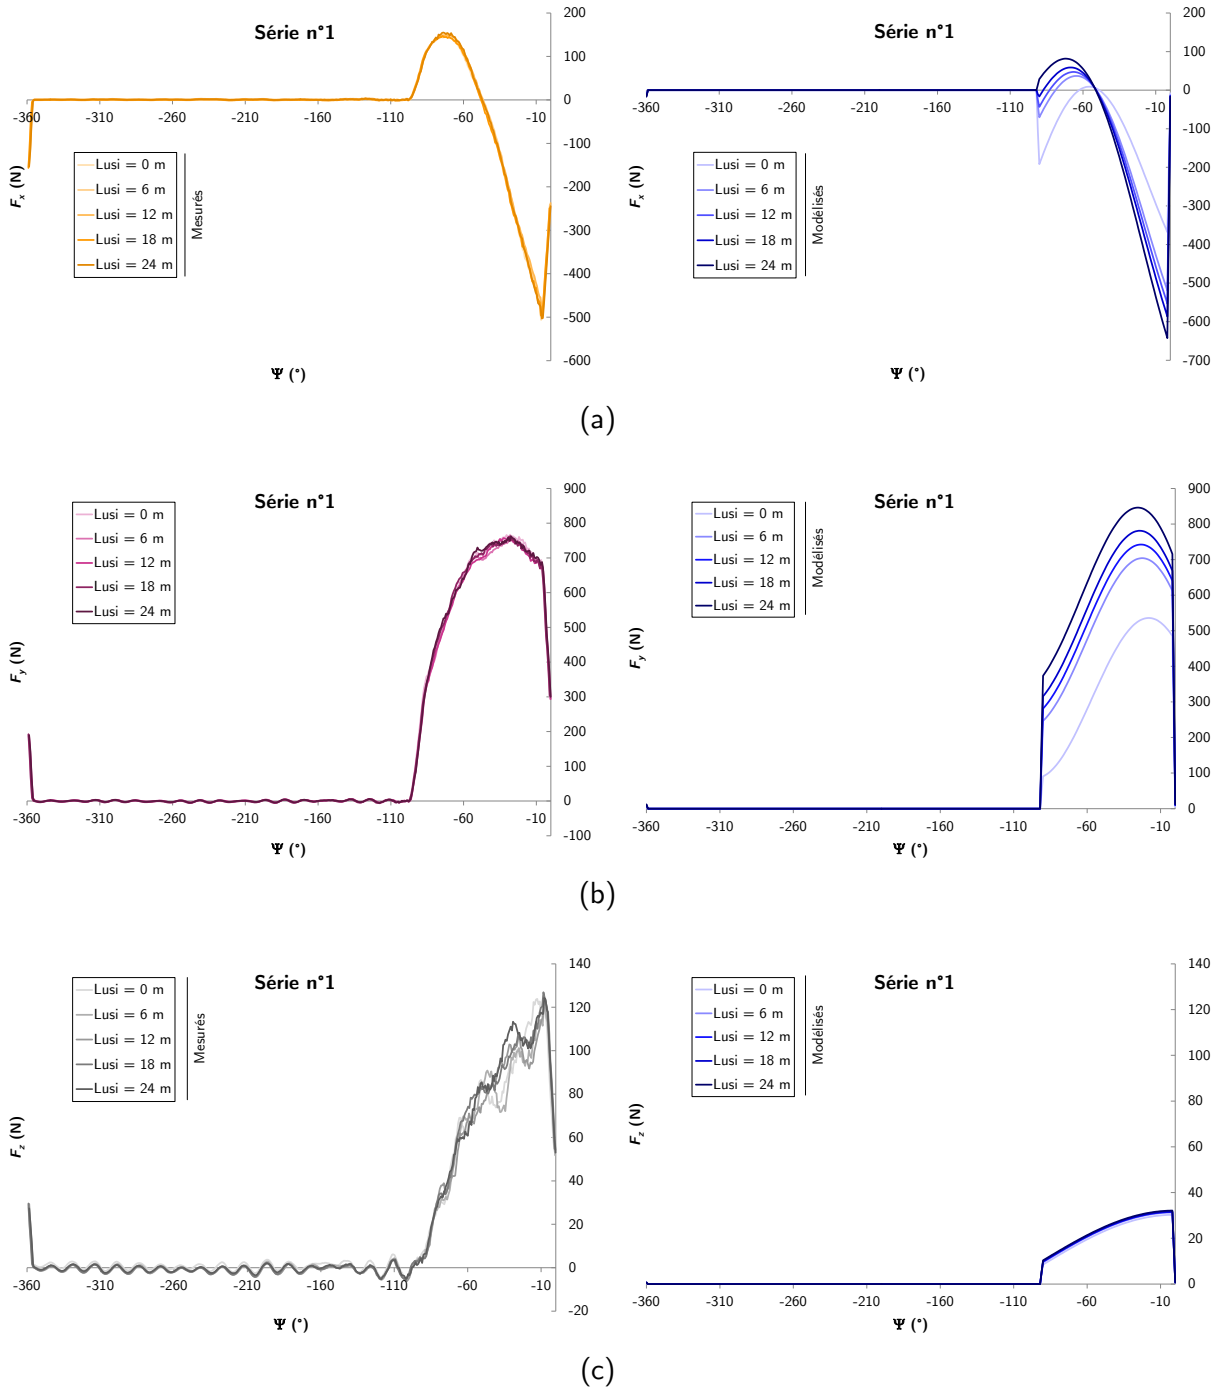 Série n°1
200
100
0
-100
-200
-300
-400
-500
-600
-360
-310
-260
-210
-160
-110
-60
-10
Fx (N)
Ψ (°)
Lusi = 0 m
Lusi = 6 m
Lusi = 12 m
Lusi = 18 m
Lusi = 24 m
Mesurés
Série n°1
200
100
0
-100
-200
-300
-400
-500
-600
-700
-360
-310
-260
-210
-160
-110
-60
-10
Fx (N)
Ψ (°)
Lusi = 0 m
Lusi = 6 m
Lusi = 12 m
Lusi = 18 m
Lusi = 24 m
Modélisés
(a)
Série n°1
900
800
700
600
500
400
300
200
100
0
-100
-360
-310
-260
-210
-160
-110
-60
-10
Fy (N)
Ψ (°)
Lusi = 0 m
Lusi = 6 m
Lusi = 12 m
Lusi = 18 m
Lusi = 24 m
Série n°1
900
800
700
600
500
400
300
200
100
0
-360
-310
-260
-210
-160
-110
-60
-10
Fy (N)
Ψ (°)
Lusi = 0 m
Lusi = 6 m
Lusi = 12 m
Lusi = 18 m
Lusi = 24 m
Modélisés
(b)
Série n°1
140
120
100
80
60
40
20
0
-20
-360
-310
-260
-210
-160
-110
-60
-10
Fz (N)
Ψ (°)
Lusi = 0 m
Lusi = 6 m
Lusi = 12 m
Lusi = 18 m
Lusi = 24 m
Mesurés
Série n°1
140
120
100
80
60
40
20
0
-360
-310
-260
-210
-160
-110
-60
-10
Fz (N)
Ψ (°)
Lusi = 0 m
Lusi = 6 m
Lusi = 12 m
Lusi = 18 m
Lusi = 24 m
Modélisés
(c)